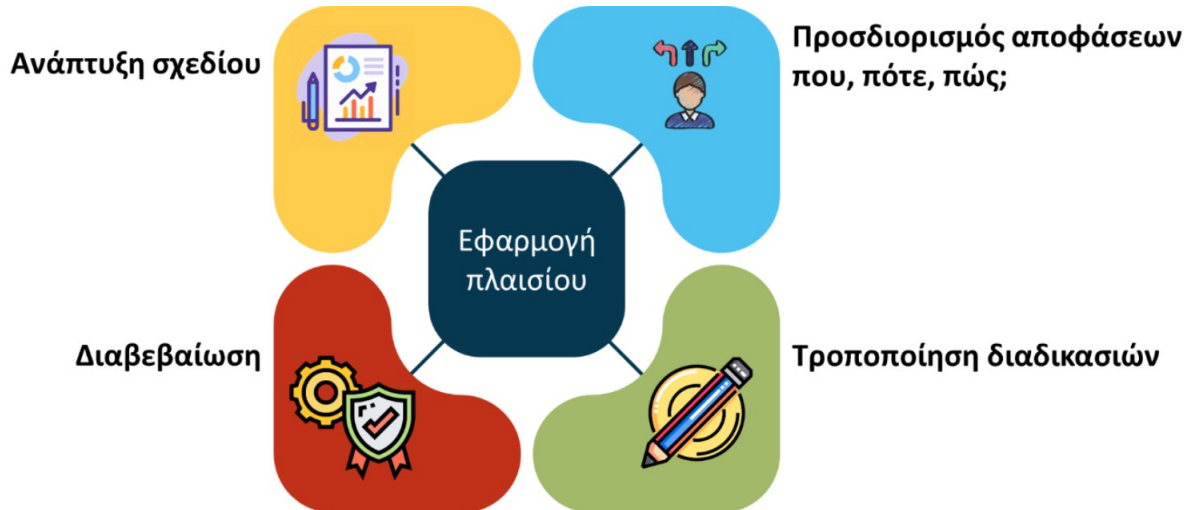 Ανάπτυξη σχεδίου
Προσδιορισμός αποφάσεων
που, πότε, πώς;
Εφαρμογή
πλαισίου
Διαβεβαίωση
Τροποποίηση διαδικασιών